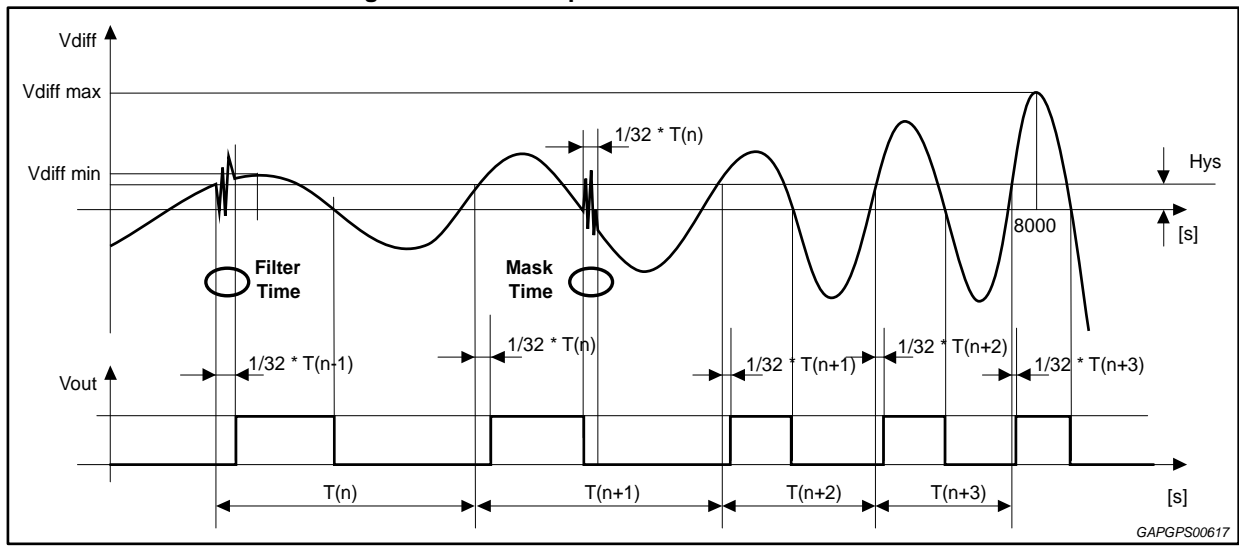 Vdiff
Vdiff max
1/32 * T(n)
Vdiff min
Hys
8000
[s]
Filter
Time
Mask
Time
1/32 * T(n-1)
1/32 * T(n)
1/32 * T(n+1)
1/32 * T(n+2)
1/32 * T(n+3)
Vout
T(n)
T(n+1)
T(n+2)
T(n+3)
[s]
GAPGPS00617